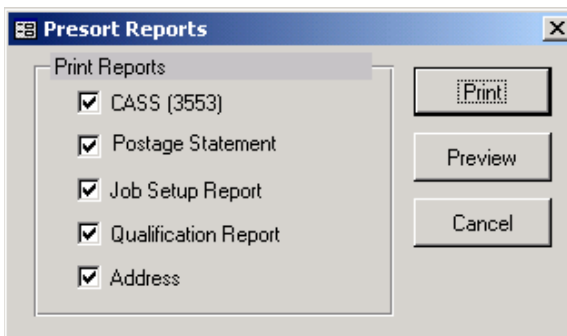 Presort Reports
Print Reports
CASS (3553)
Postage Statement
Job Setup Report
Qualification Report
Address
Print
Preview
Cancel